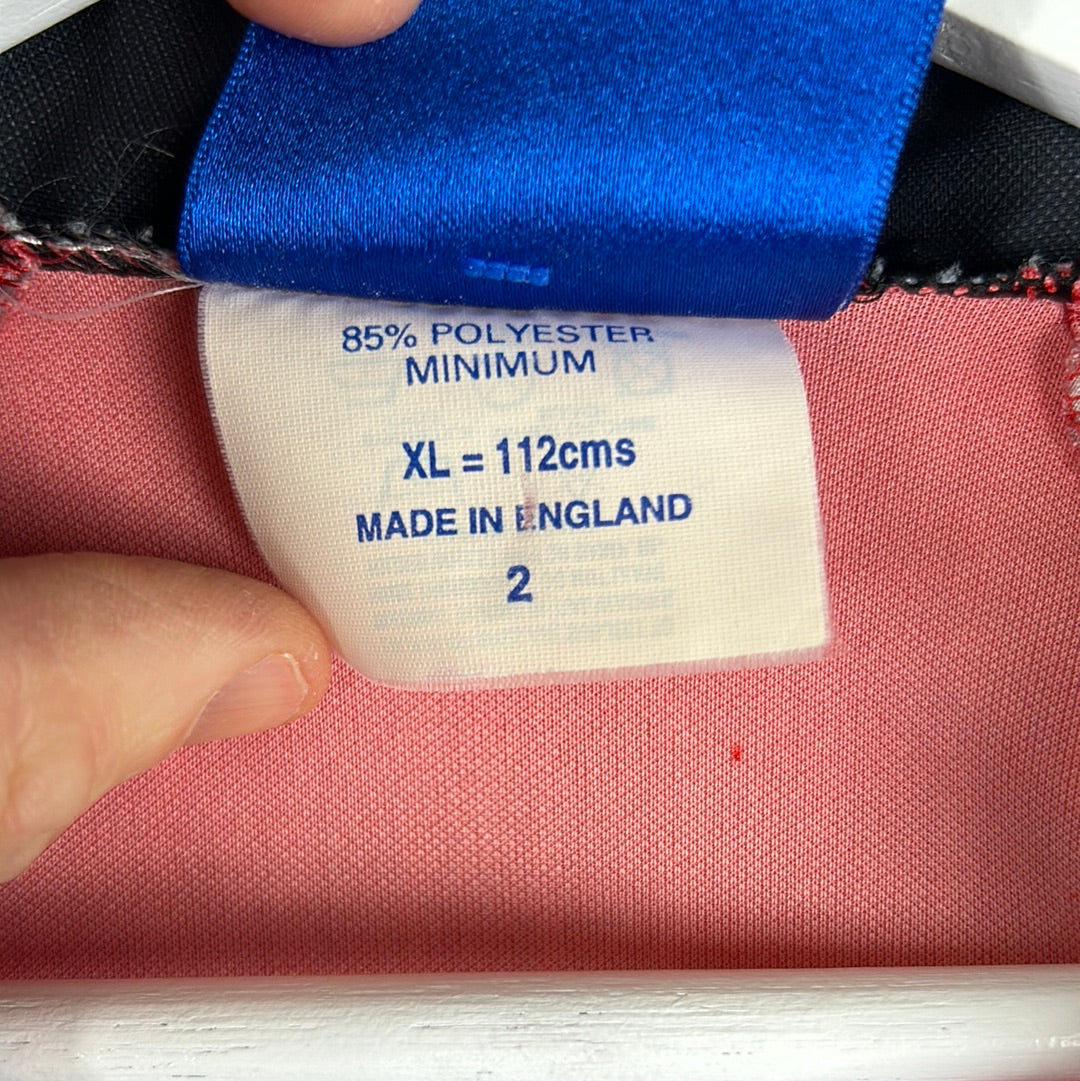 85% POLYESTER
MINIMUM
XL = 112cms
MADE IN ENGLAND
2